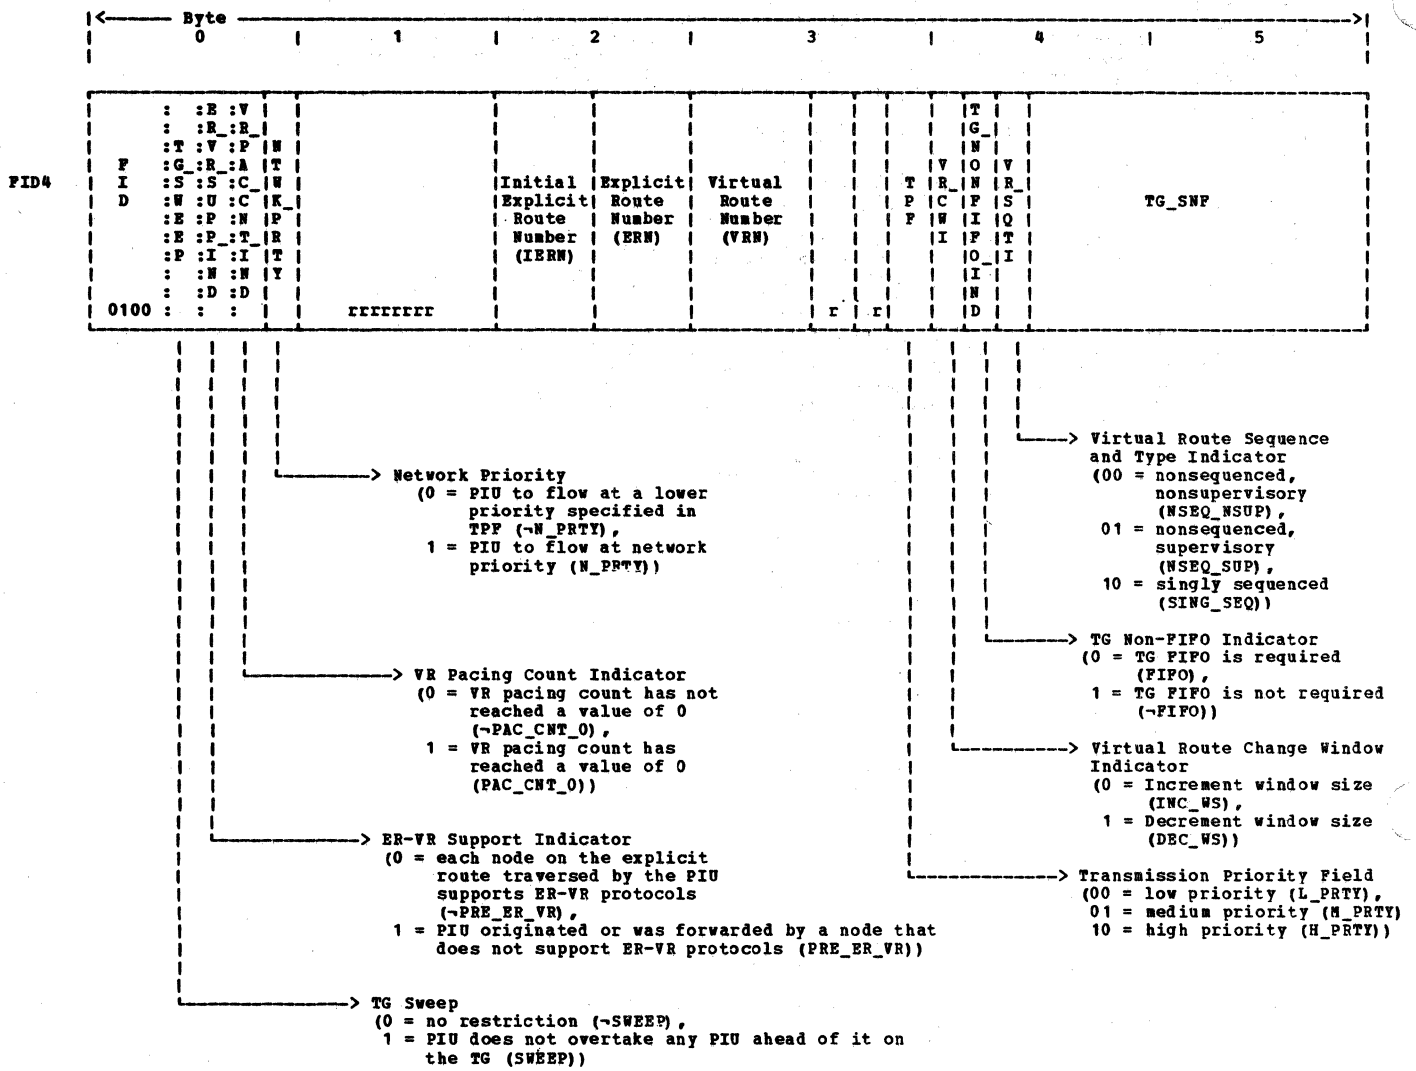 Byte
0 1 2 3 4 5
FID4
FID
0100
TG_SWEEP
ER_VR_SUPP_IND
VR_PAC_CNT_IND
NTWK_PRTY
rrrrrrrr
Initial
Explicit
Route
Number
(IERN)
Explicit
Route
Number
(ERN)
Virtual
Route
Number
(VRN)
r
r
TPF
VR_CWI
TG_NONFIFO_IND
VR_SQTI
TG_SNF
Virtual Route Sequence
and Type Indicator
(00 = nonsequenced,
nonsupervisory
(NSEQ_NSUP),
01 = nonsequenced,
supervisory
(NSEQ_SUP),
10 = singly sequenced
(SING_SEQ))
Network Priority
(0 = PIU to flow at a lower
priority specified in
TPF (¬N_PRTY),
1 = PIU to flow at network
priority (N_PRTY))
TG Non-FIFO Indicator
(0 = TG FIFO is required
(FIFO),
1 = TG FIFO is not required
(¬FIFO))
VR Pacing Count Indicator
(0 = VR pacing count has not
reached a value of 0
(¬PAC_CNT_0),
1 = VR pacing count has
reached a value of 0
(PAC_CNT_0))
Virtual Route Change Window
Indicator
(0 = Increment window size
(INC_WS),
1 = Decrement window size
(DEC_WS))
ER-VR Support Indicator
(0 = each node on the explicit
route traversed by the PIU
supports ER-VR protocols
(¬PRE_ER_VR),
1 = PIU originated or was forwarded by a node that
does not support ER-VR protocols (PRE_ER_VR))
Transmission Priority Field
(00 = low priority (L_PRTY),
01 = medium priority (M_PRTY)
10 = high priority (H_PRTY))
TG Sweep
(0 = no restriction (¬SWEEP),
1 = PIU does not overtake any PIU ahead of it on
the TG (SWEEP))